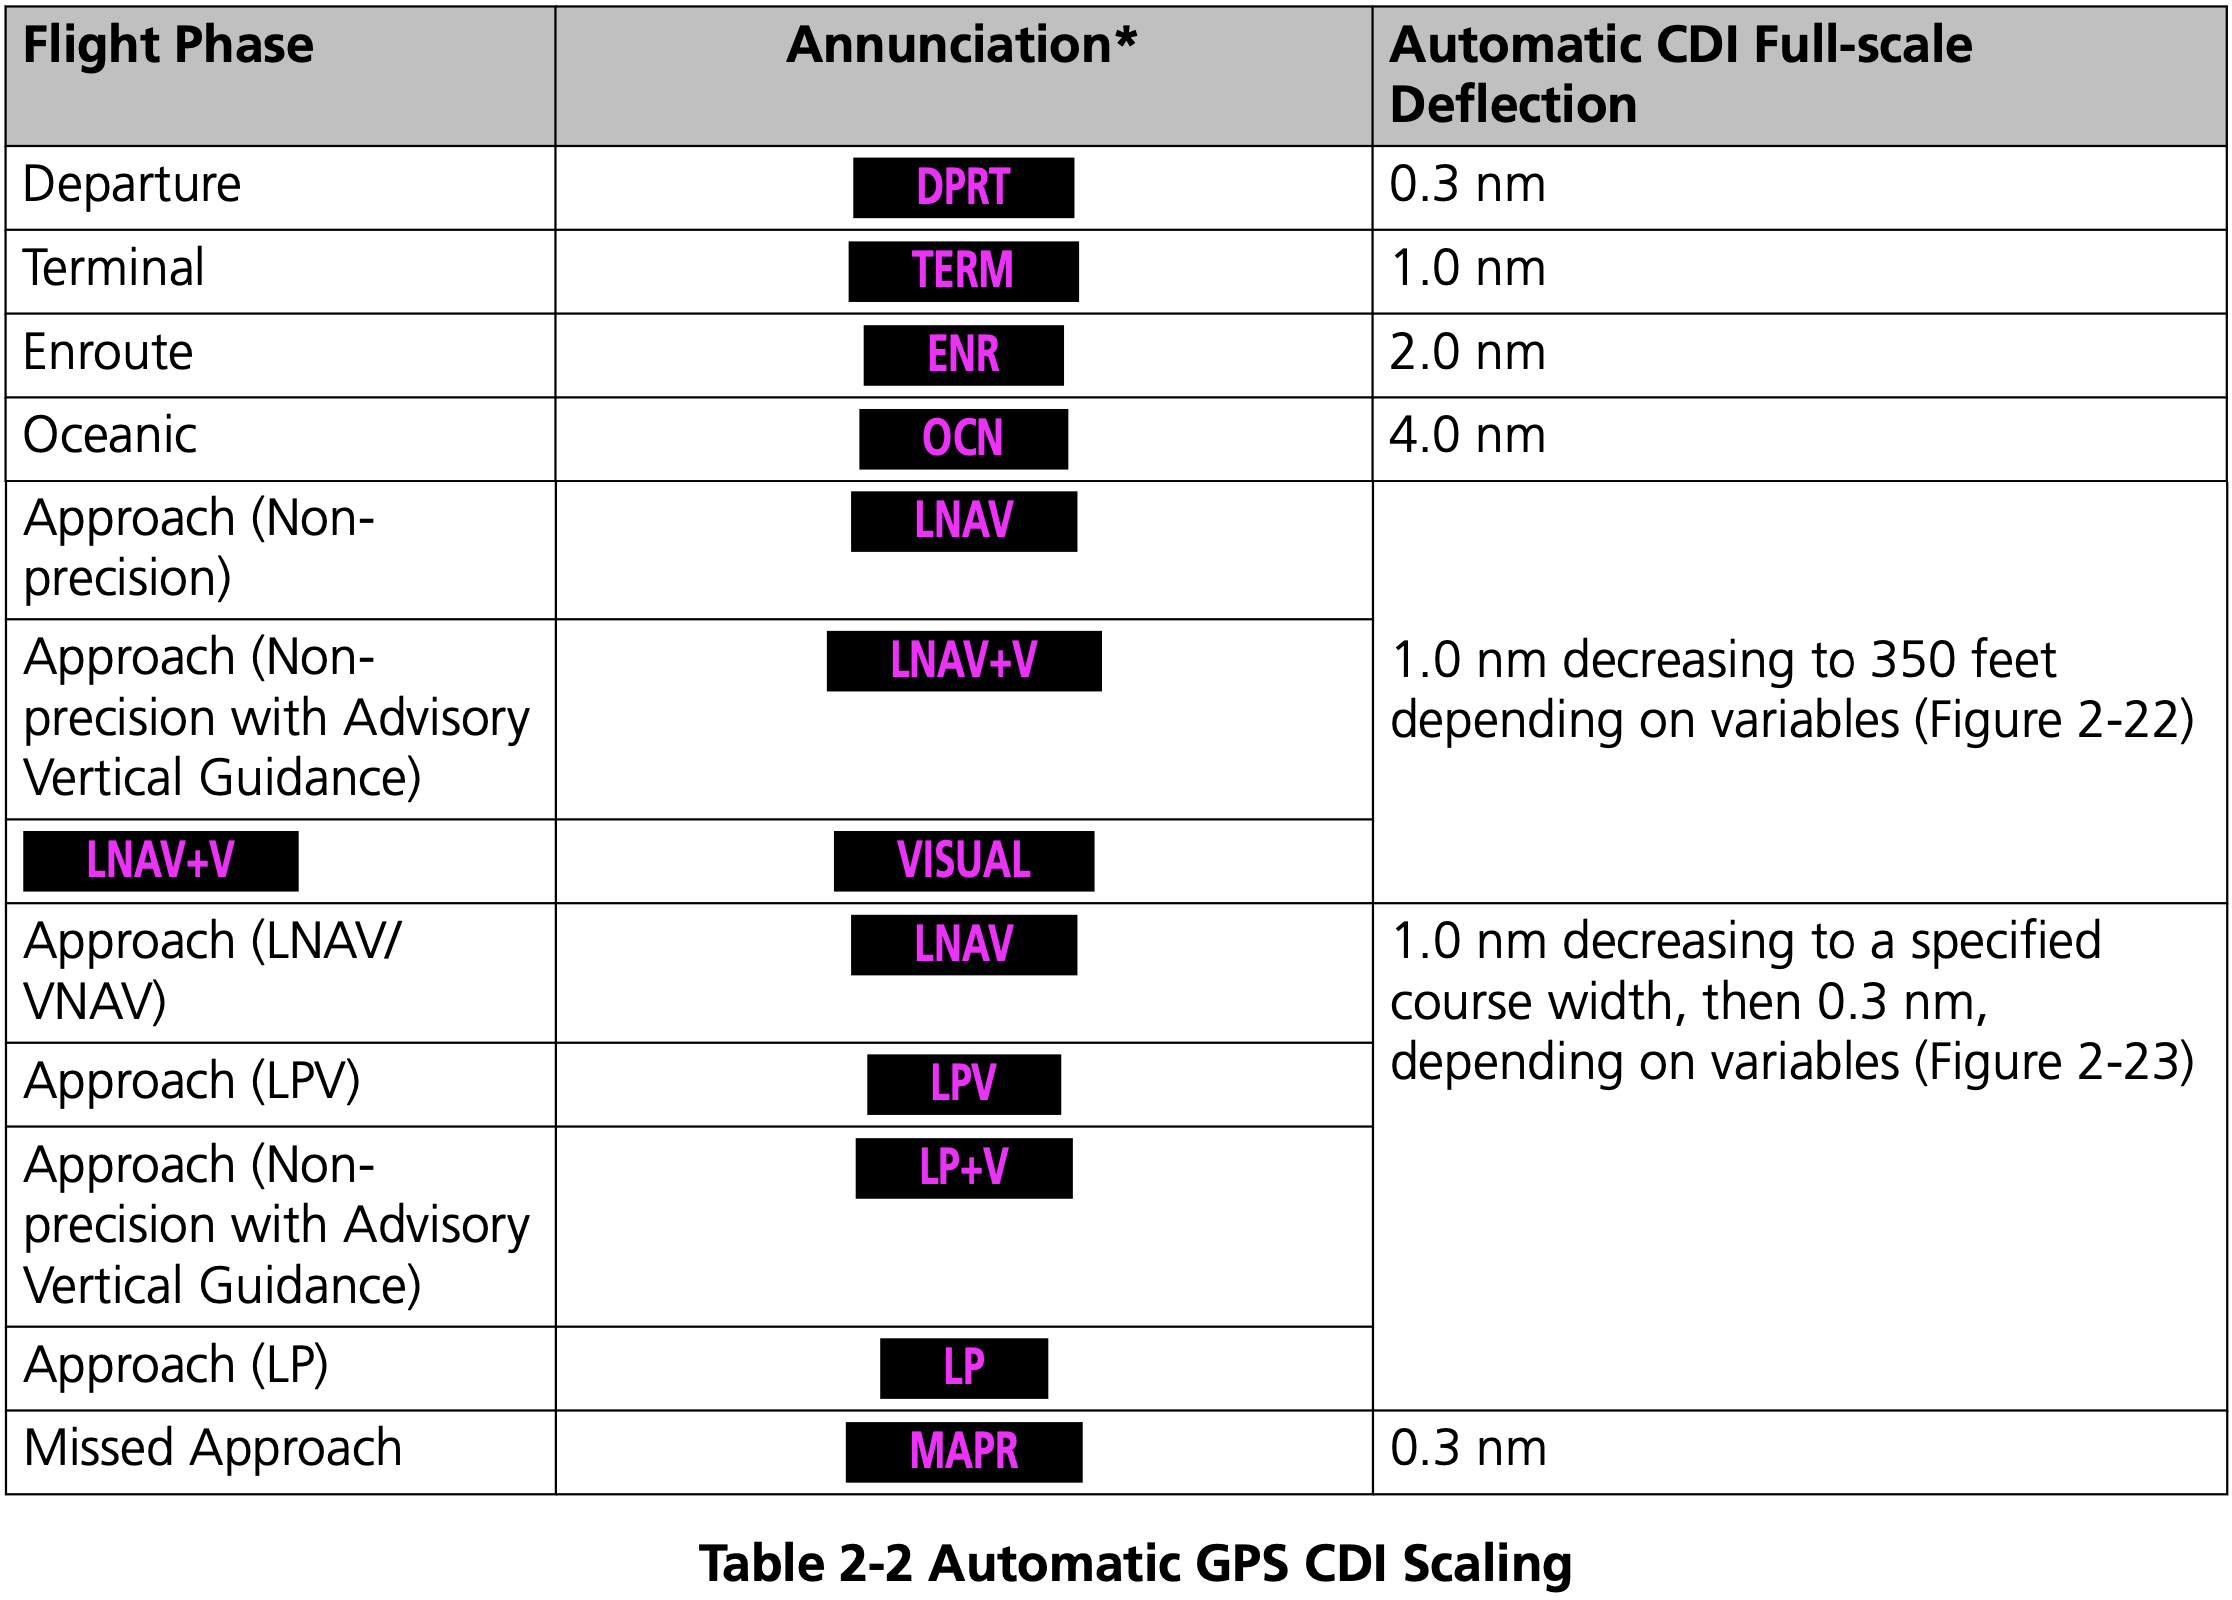 Flight Phase
Annunciation*
Automatic CDI Full-scale
Deflection
Departure
DPRT
0.3 nm
Terminal
TERM
1.0 nm
Enroute
ENR
2.0 nm
Oceanic
OCN
4.0 nm
Approach (Non-
precision)
LNAV
Approach (Non-
precision with Advisory
Vertical Guidance)
LNAV+V
1.0 nm decreasing to 350 feet
depending on variables (Figure 2-22)
LNAV+V
VISUAL
Approach (LNAV/
VNAV)
LNAV
1.0 nm decreasing to a specified
course width, then 0.3 nm,
depending on variables (Figure 2-23)
Approach (LPV)
LPV
Approach (Non-
precision with Advisory
Vertical Guidance)
LP+V
Approach (LP)
LP
Missed Approach
MAPR
0.3 nm
Table 2-2 Automatic GPS CDI Scaling